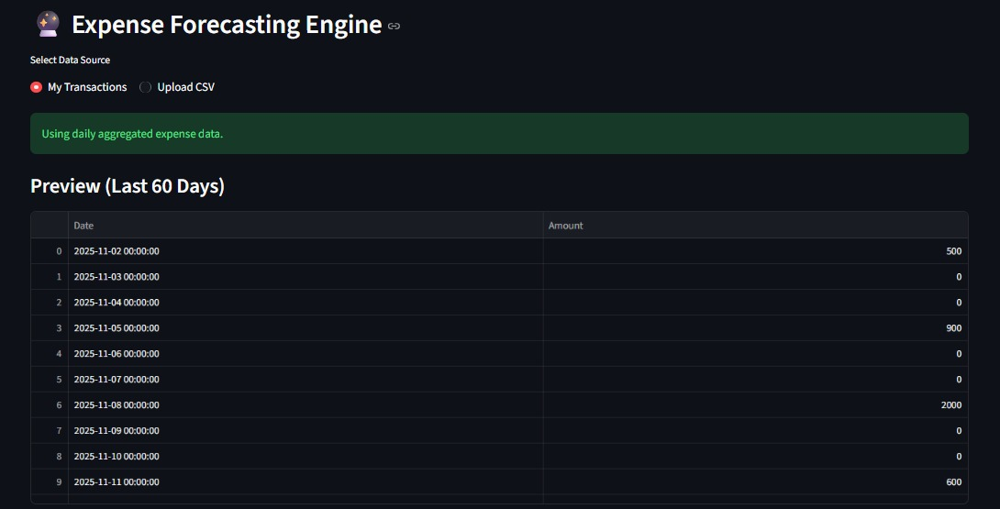 Expense Forecasting Engine
Select Data Source
My Transactions Upload CSV
Using daily aggregated expense data.
Preview (Last 60 Days)
Date Amount
0 2025-11-02 00:00:00 500
1 2025-11-03 00:00:00 0
2 2025-11-04 00:00:00 0
3 2025-11-05 00:00:00 900
4 2025-11-06 00:00:00 0
5 2025-11-07 00:00:00 0
6 2025-11-08 00:00:00 2000
7 2025-11-09 00:00:00 0
8 2025-11-10 00:00:00 0
9 2025-11-11 00:00:00 600